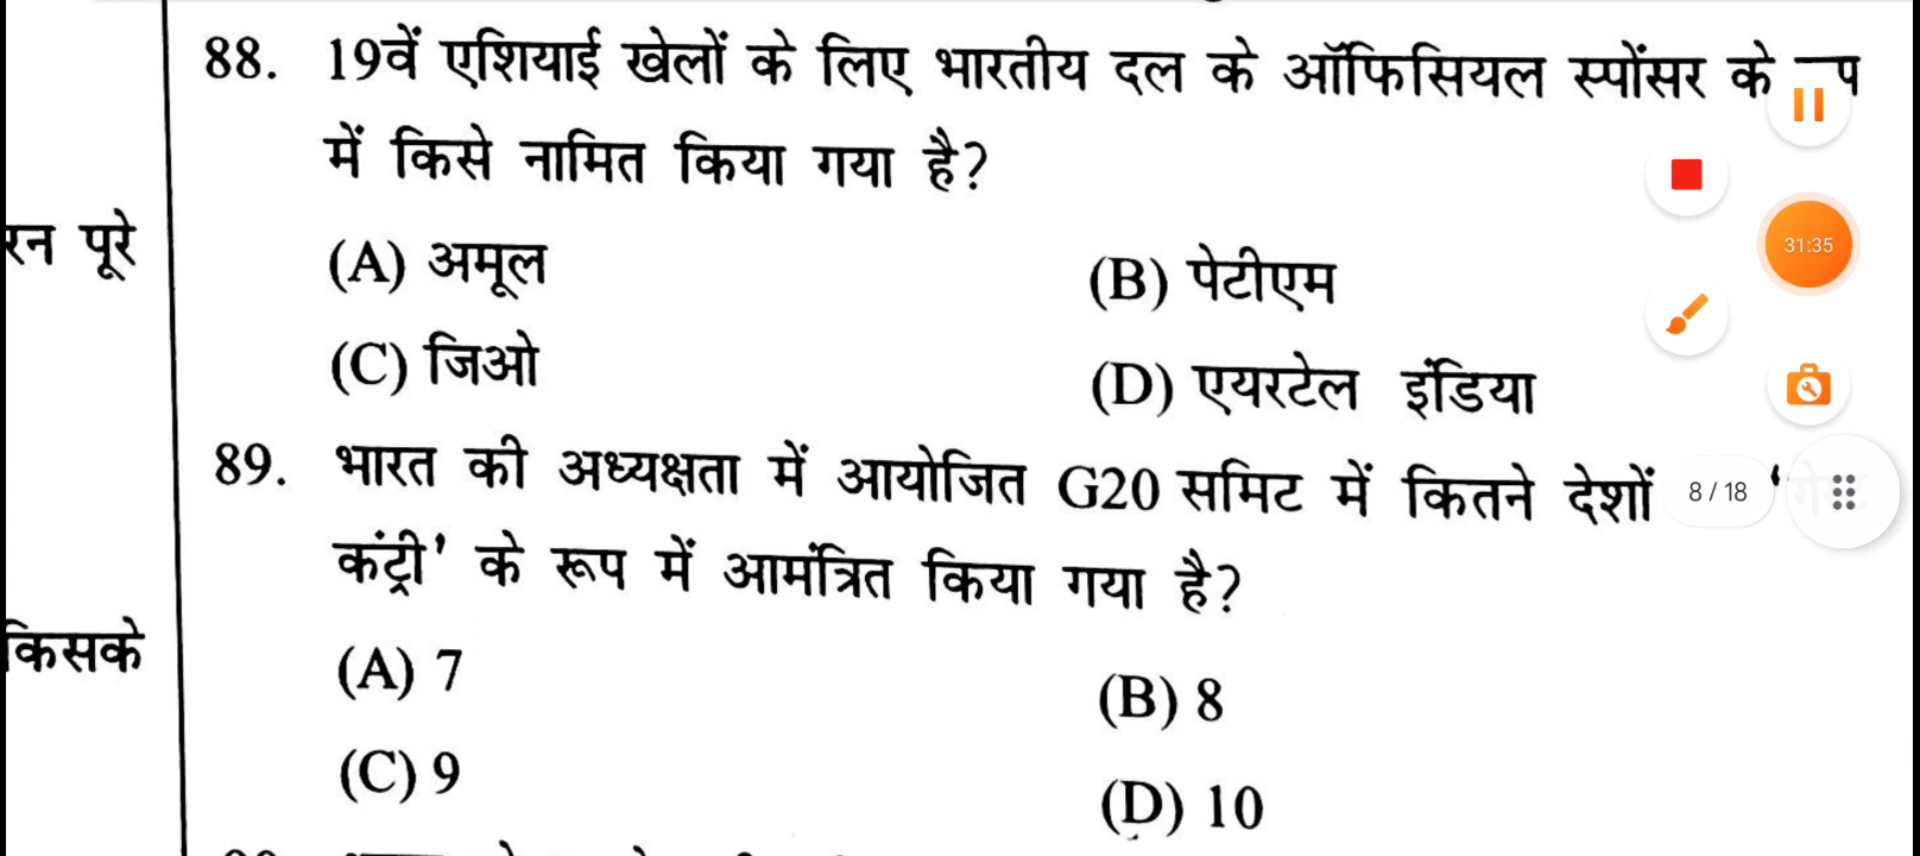 88. 19वें एशियाई खेलों के लिए भारतीय दल के ऑफिसियल स्पोंसर के
में किसे नामित किया गया है?
रन पूरे
(A) अमूल
(B) पेटीएम
31:35
(C) जिओ
(D) एयरटेल इंडिया
89. भारत की अध्यक्षता में आयोजित G20 समिट में कितने देशों
8 / 18
कंट्री' के रूप में आमंत्रित किया गया है?
किसके
(A) 7
(B) 8
(C) 9
(D) 10